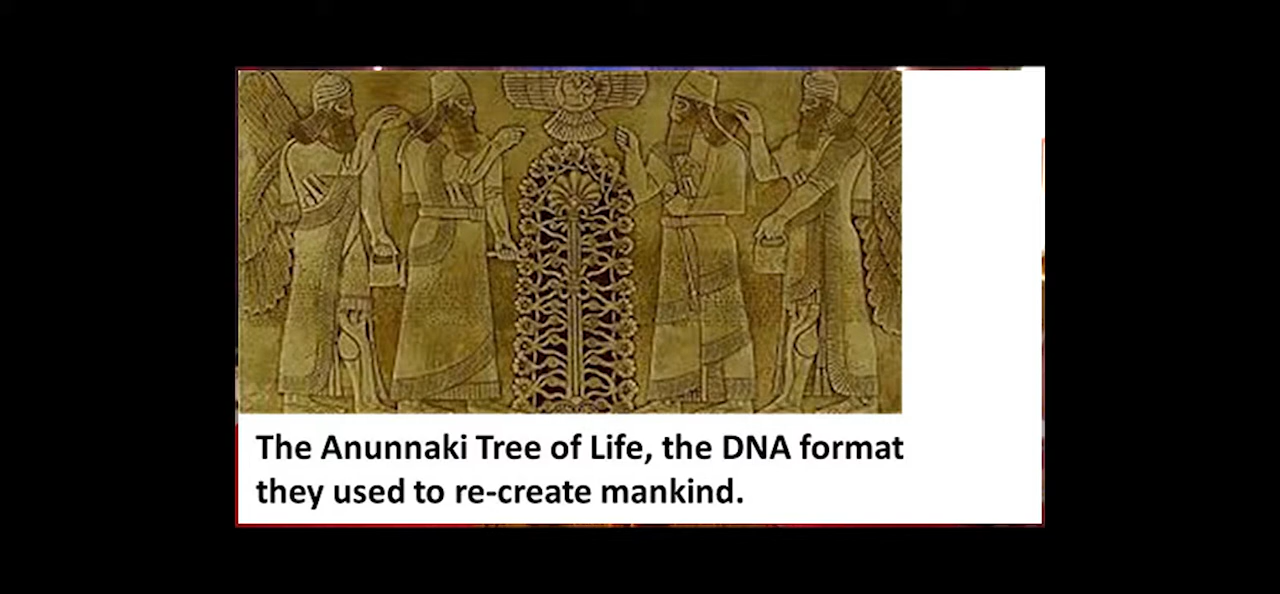 The Anunnaki Tree of Life, the DNA format
they used to re-create mankind.